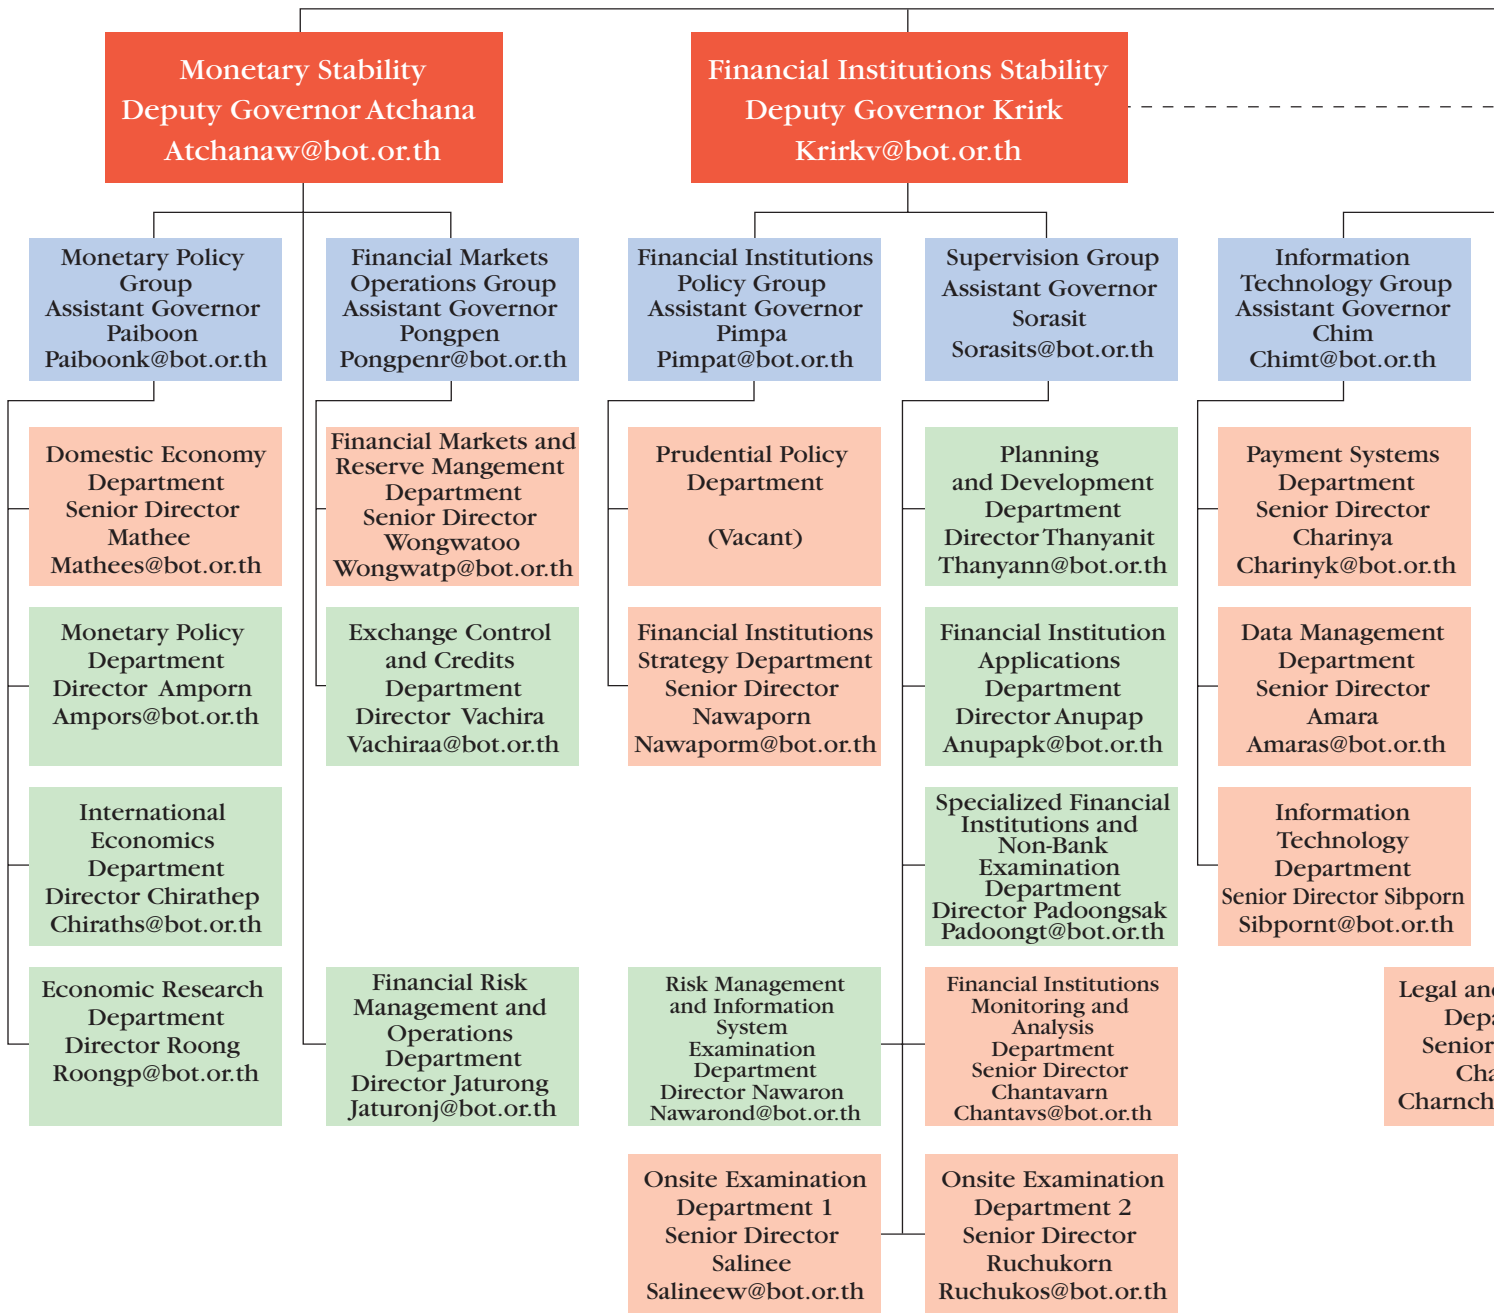 Monetary Stability
Deputy Governor Atchana
Atchanaw@bot.or.th
Financial Institutions Stability
Deputy Governor Krirk
Krirkv@bot.or.th
Monetary Policy
Group
Assistant Governor
Paiboon
Paiboonk@bot.or.th
Financial Markets
Operations Group
Assistant Governor
Pongpen
Pongpenr@bot.or.th
Financial Institutions
Policy Group
Assistant Governor
Pimpa
Pimpat@bot.or.th
Supervision Group
Assistant Governor
Sorasit
Sorasits@bot.or.th
Information
Technology Group
Assistant Governor
Chim
Chimt@bot.or.th
Domestic Economy
Department
Senior Director
Mathee
Mathees@bot.or.th
Financial Markets and
Reserve Mangement
Department
Senior Director
Wongwatoo
Wongwatp@bot.or.th
Prudential Policy
Department
(Vacant)
Planning
and Development
Department
Director Thanyanit
Thanyann@bot.or.th
Payment Systems
Department
Senior Director
Charinya
Charinyk@bot.or.th
Monetary Policy
Department
Director Amporn
Ampors@bot.or.th
Exchange Control
and Credits
Department
Director Vachira
Vachiraa@bot.or.th
Financial Institutions
Strategy Department
Senior Director
Nawaporn
Nawaporm@bot.or.th
Financial Institution
Applications
Department
Director Anupap
Anupapk@bot.or.th
Data Management
Department
Senior Director
Amara
Amaras@bot.or.th
International
Economics
Department
Director Chirathep
Chiraths@bot.or.th
Specialized Financial
Institutions and
Non-Bank
Examination
Department
Director Padoongsak
Padoongt@bot.or.th
Information
Technology
Department
Senior Director Sibporn
Sibpornt@bot.or.th
Economic Research
Department
Director Roong
Roongp@bot.or.th
Financial Risk
Management and
Operations
Department
Director Jaturong
Jaturonj@bot.or.th
Risk Management
and Information
System
Examination
Department
Director Nawaron
Nawarond@bot.or.th
Financial Institutions
Monitoring and
Analysis
Department
Senior Director
Chantavarn
Chantavs@bot.or.th
Legal an
Depa
Senior
Cha
Charnch
Onsite Examination
Department 1
Senior Director
Salinee
Salineew@bot.or.th
Onsite Examination
Department 2
Senior Director
Ruchukorn
Ruchukos@bot.or.th